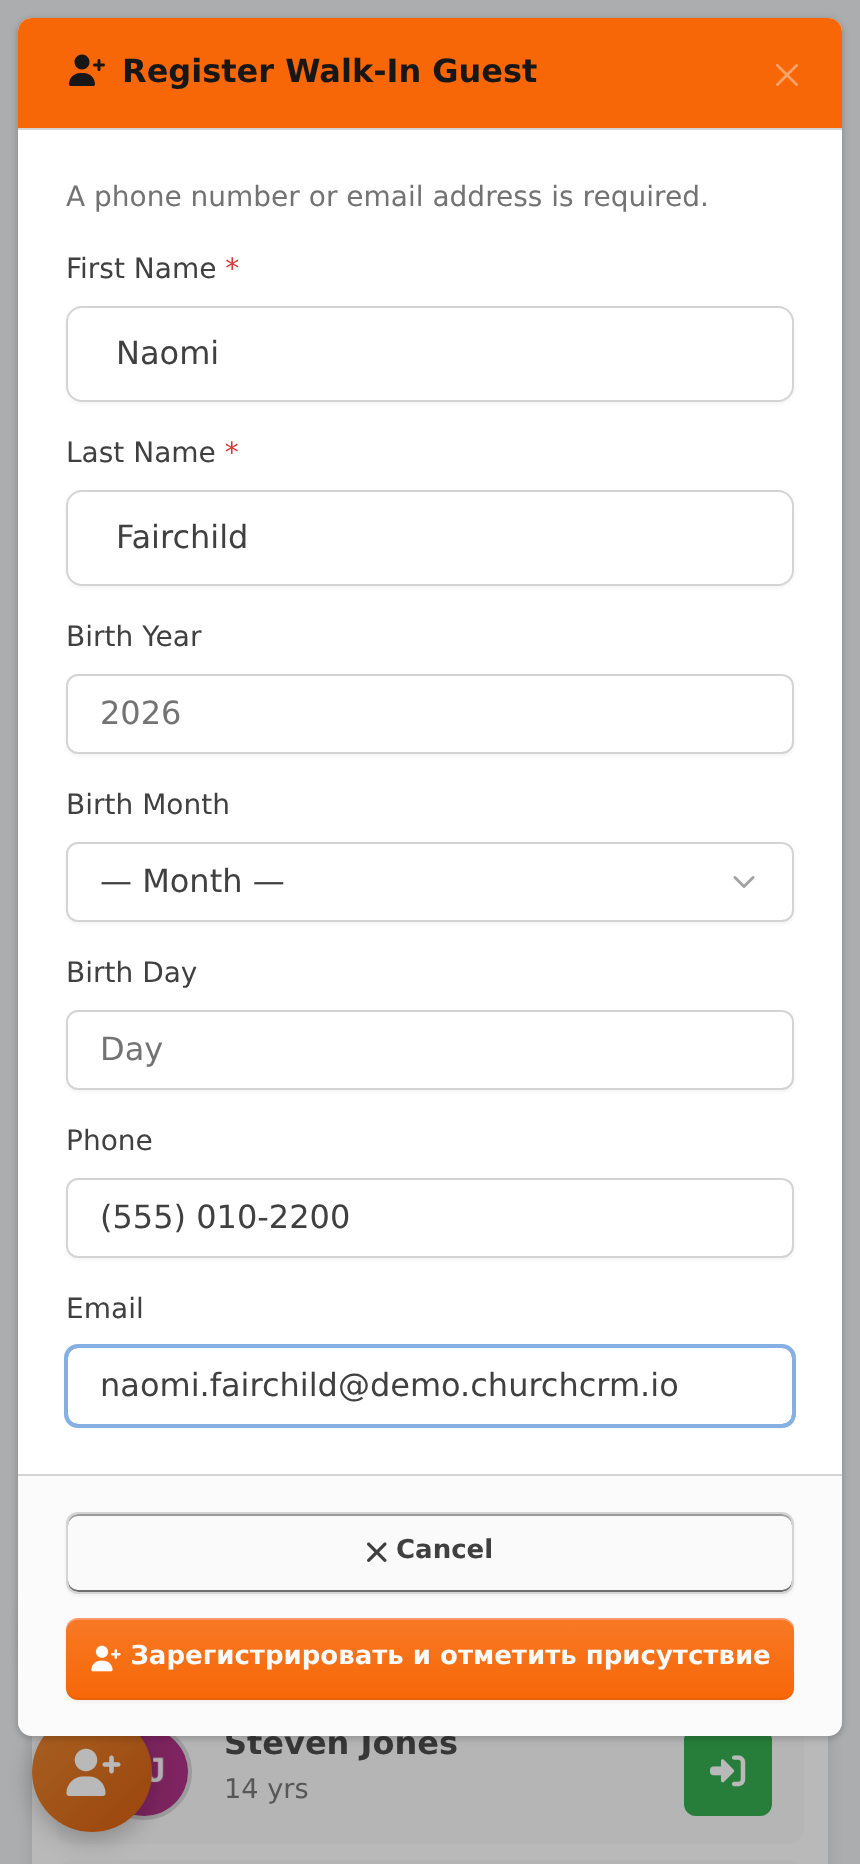 Register Walk-In Guest
A phone number or email address is required.
First Name *
Naomi
Last Name *
Fairchild
Birth Year
2026
Birth Month
— Month —
Birth Day
Day
Phone
(555) 010-2200
Email
naomi.fairchild@demo.churchcrm.io
Cancel
Зарегистрировать и отметить присутствие
Steven Jones
J
14 yrs